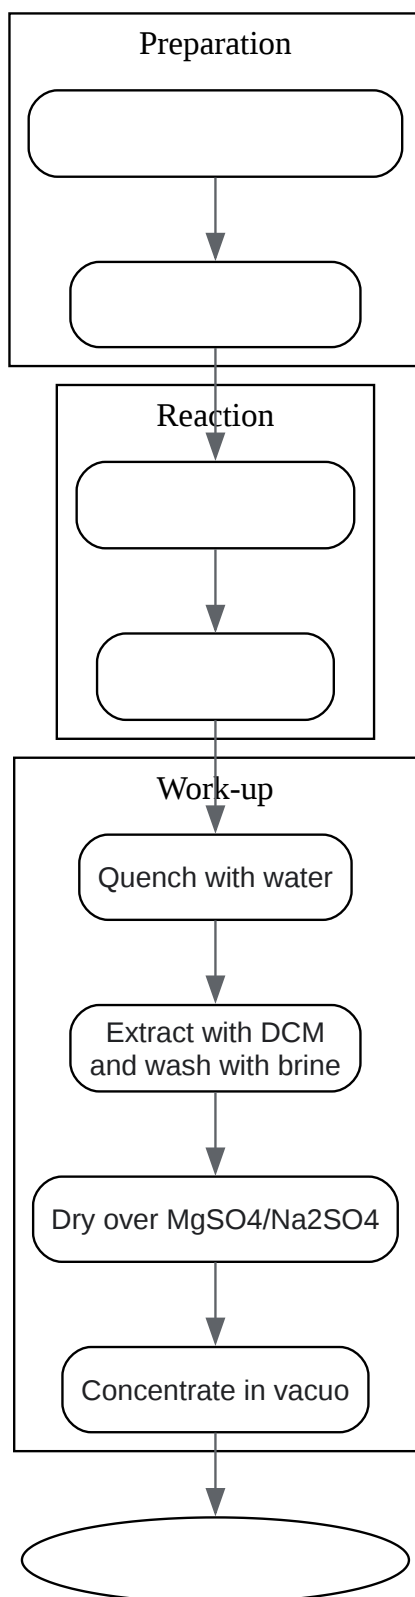 Preparation
Reaction
Work-up
Quench with water
Extract with DCM
and wash with brine
Dry over MgSO4/Na2SO4
Concentrate in vacuo